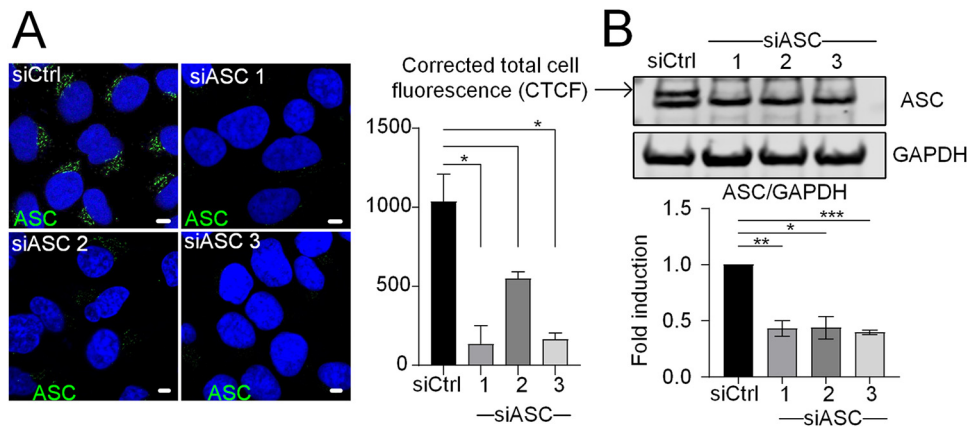 A
siCtrl
siASC 1
ASC
ASC
siASC 2
siASC 3
ASC
ASC
Corrected total cell
fluorescence (CTCF)
1500
1000
500
0
*
*
siCtrl 1 2 3
siASC
B
siASC
siCtrl 1 2 3
ASC
GAPDH
ASC/GAPDH
Fold induction
1.5
1.0
0.5
0.0
***
*
**
siCtrl 1 2 3
siASC